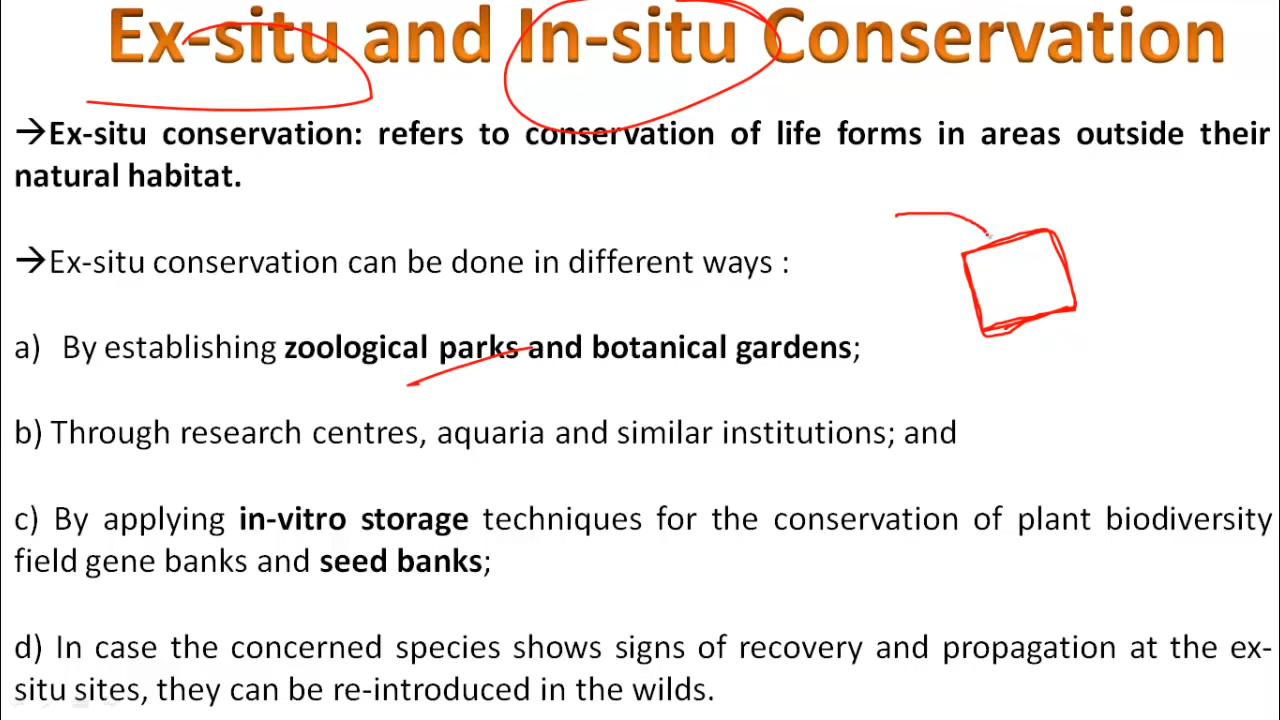 Ex-situ and In-situ Conservation
→Ex-situ conservation: refers to conservation of life forms in areas outside their
natural habitat.
→Ex-situ conservation can be done in different ways :
a) By establishing zoological parks and botanical gardens;
b) Through research centres, aquaria and similar institutions; and
c) By applying in-vitro storage techniques for the conservation of plant biodiversity
field gene banks and seed banks;
d) In case the concerned species shows signs of recovery and propagation at the ex-
situ sites, they can be re-introduced in the wilds.